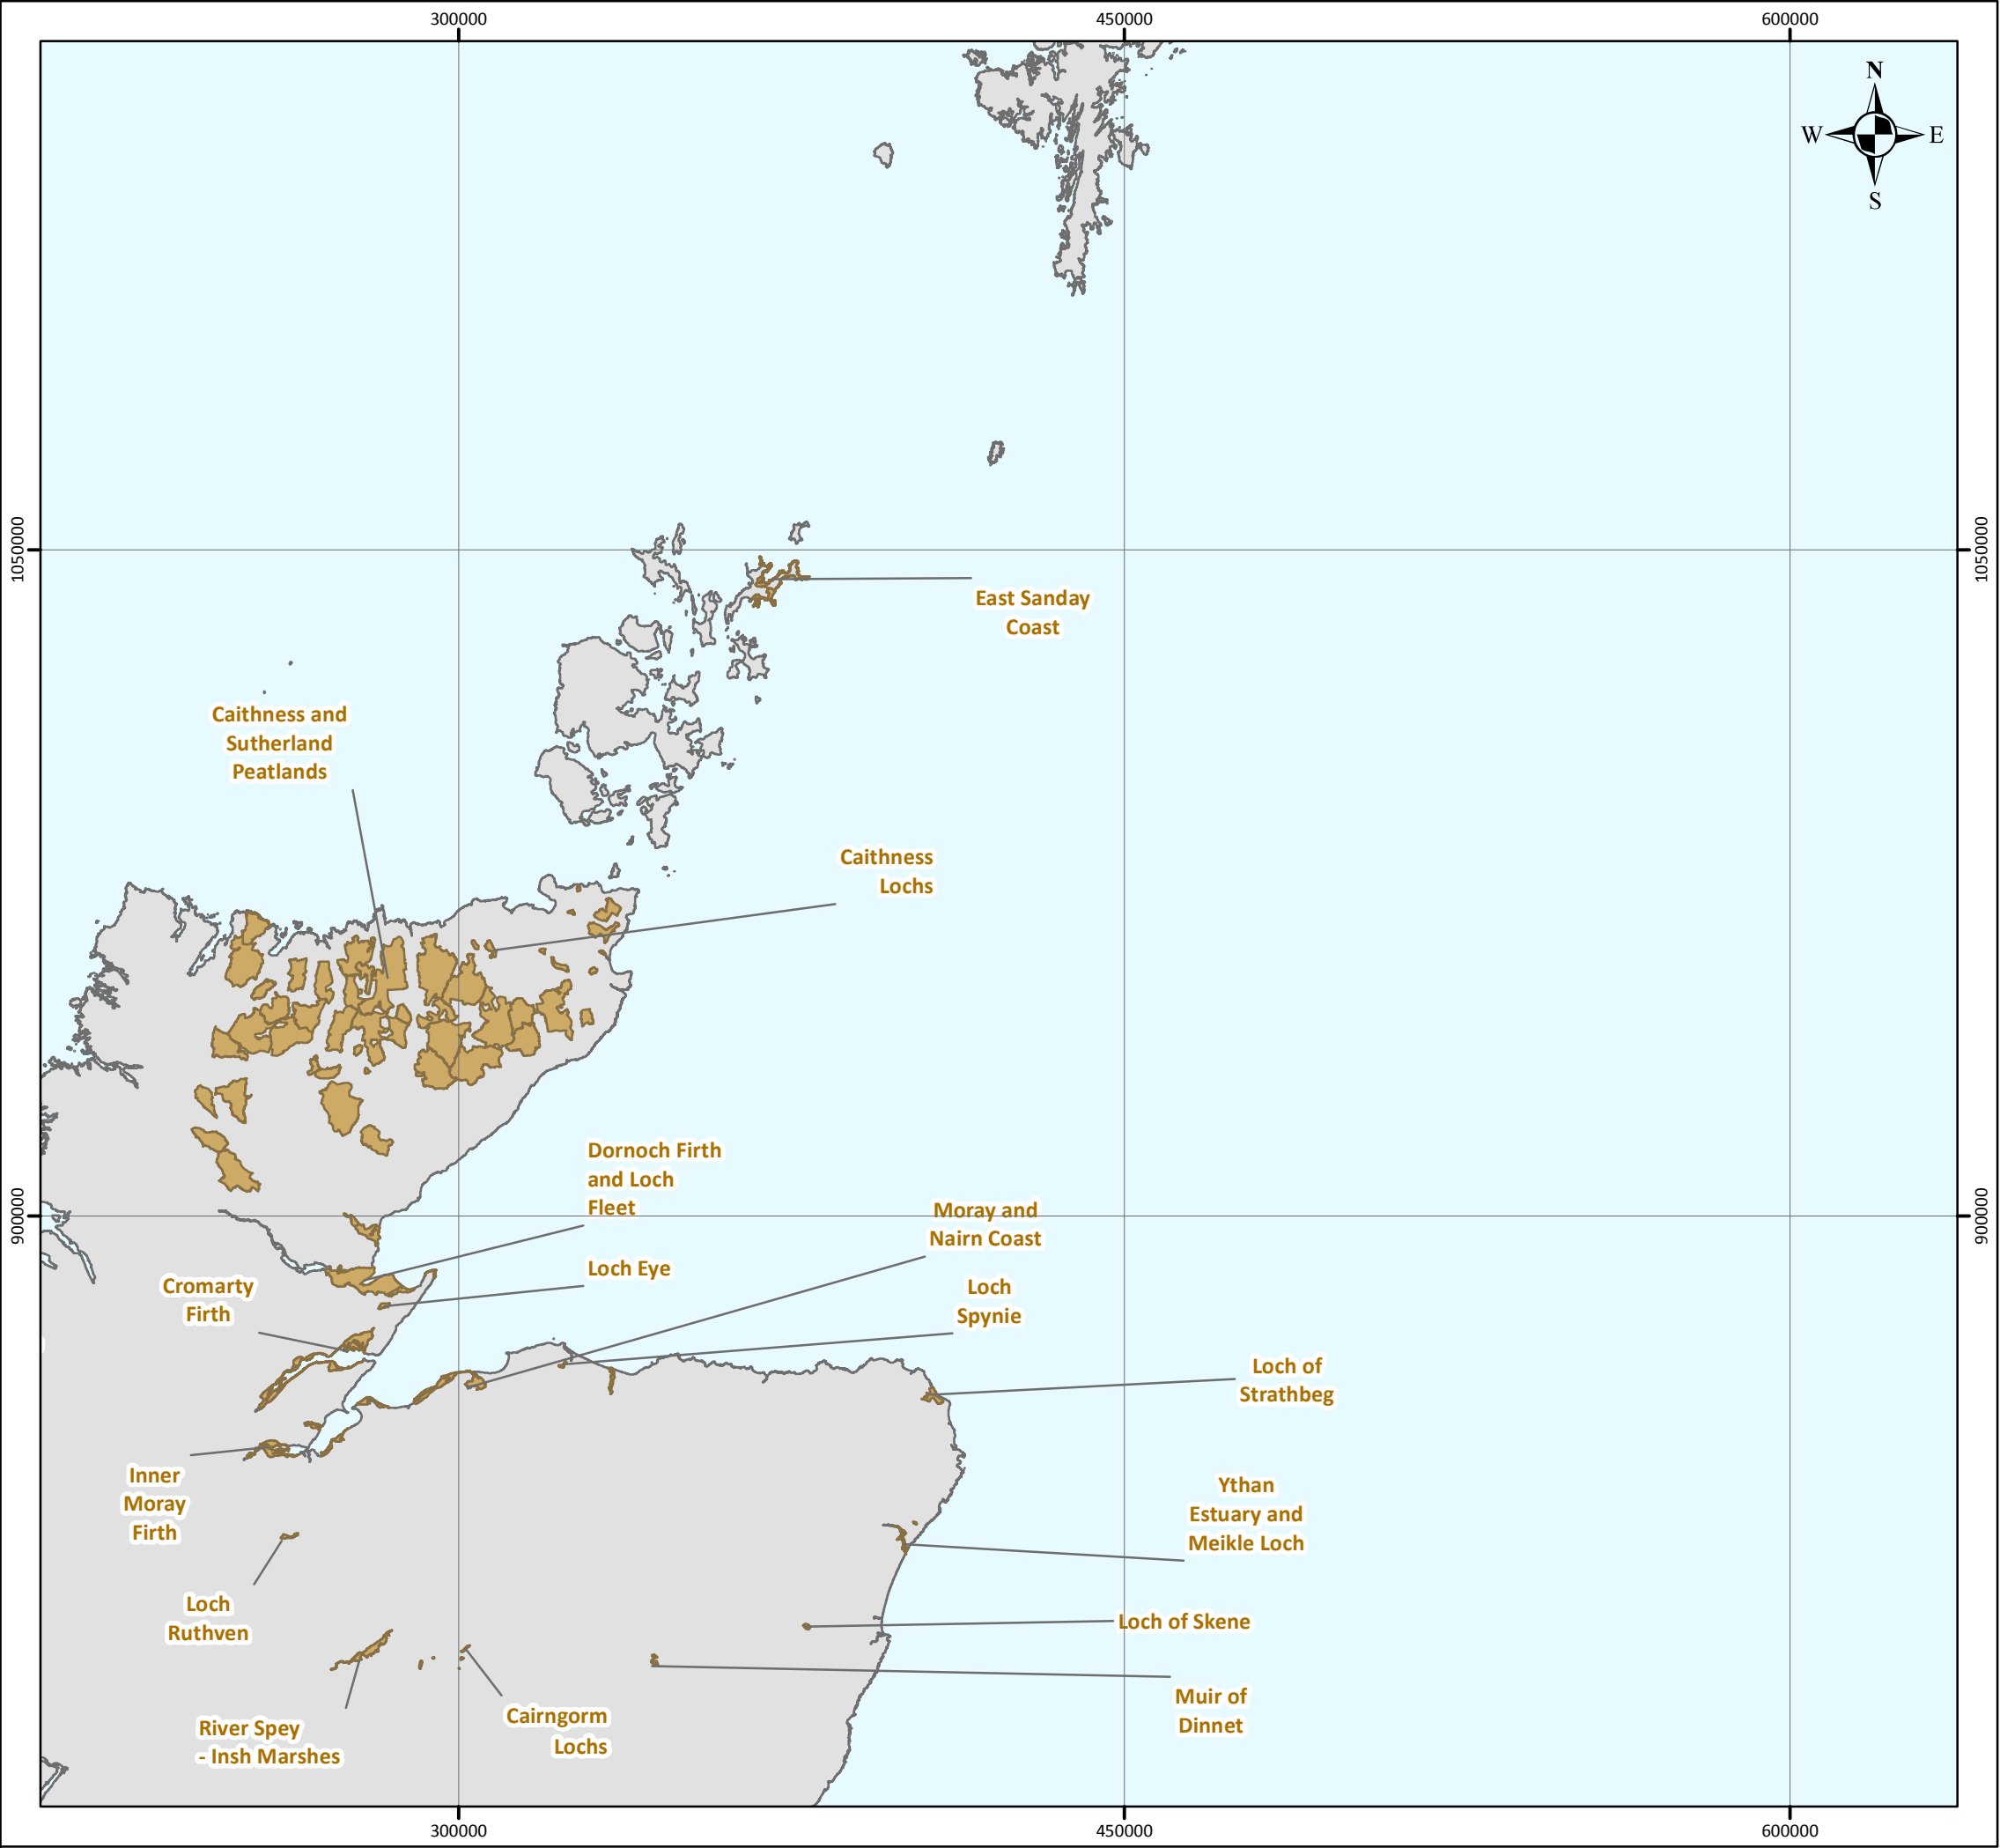 300000
450000
600000
N
W
E
S
1050000
1050000
East Sanday
Coast
Caithness and
Sutherland
Peatlands
Caithness
Lochs
Dornoch Firth
and Loch
Fleet
Moray and
Nairn Coast
900000
900000
Loch Eye
Cromarty
Firth
Loch
Spynie
Loch of
Strathbeg
Inner
Moray
Firth
Ythan
Estuary and
Meikle Loch
Loch
Ruthven
Loch of Skene
Muir of
Dinnet
Cairngorm
Lochs
River Spey
- Insh Marshes
300000
450000
600000